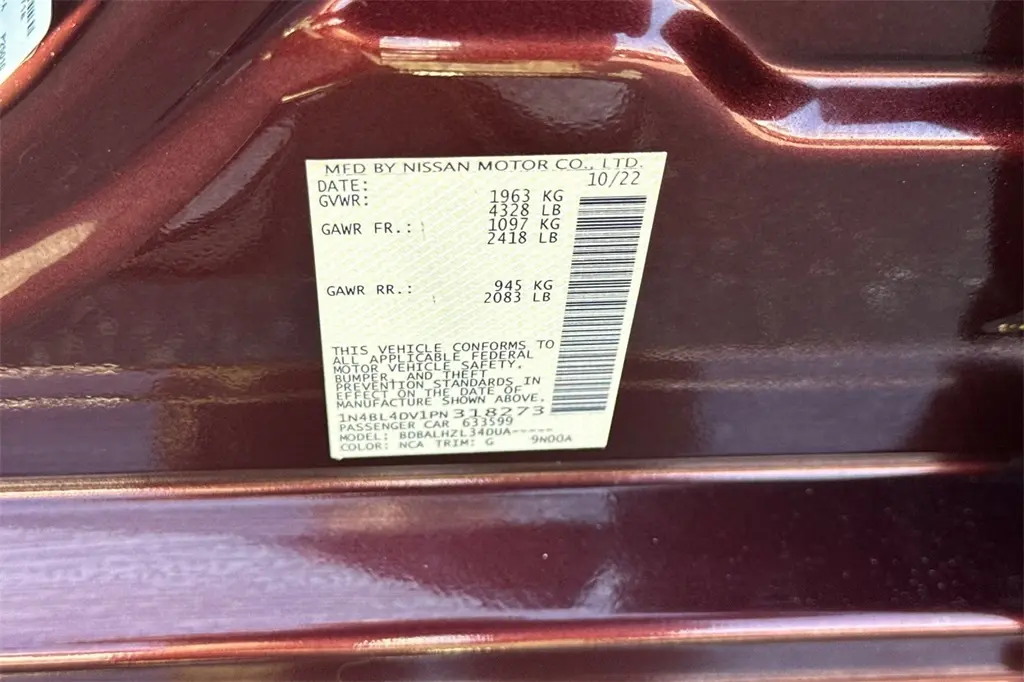 MFD BY NISSAN MOTOR CO., LTD.
DATE: 10/22
GVWR: 1963 KG
4328 LB
GAWR FR.: 1097 KG
2418 LB
GAWR RR.: 945 KG
2083 LB
THIS VEHICLE CONFORMS TO
ALL APPLICABLE FEDERAL
MOTOR VEHICLE SAFETY,
BUMPER, AND THEFT
PREVENTION STANDARDS IN
EFFECT ON THE DATE OF
MANUFACTURE SHOWN ABOVE.
1N4BL4DV1PN318273
PASSENGER CAR 633599
MODEL: BDBALHZL34DUA-----
COLOR: NCA TRIM: G 9N00A